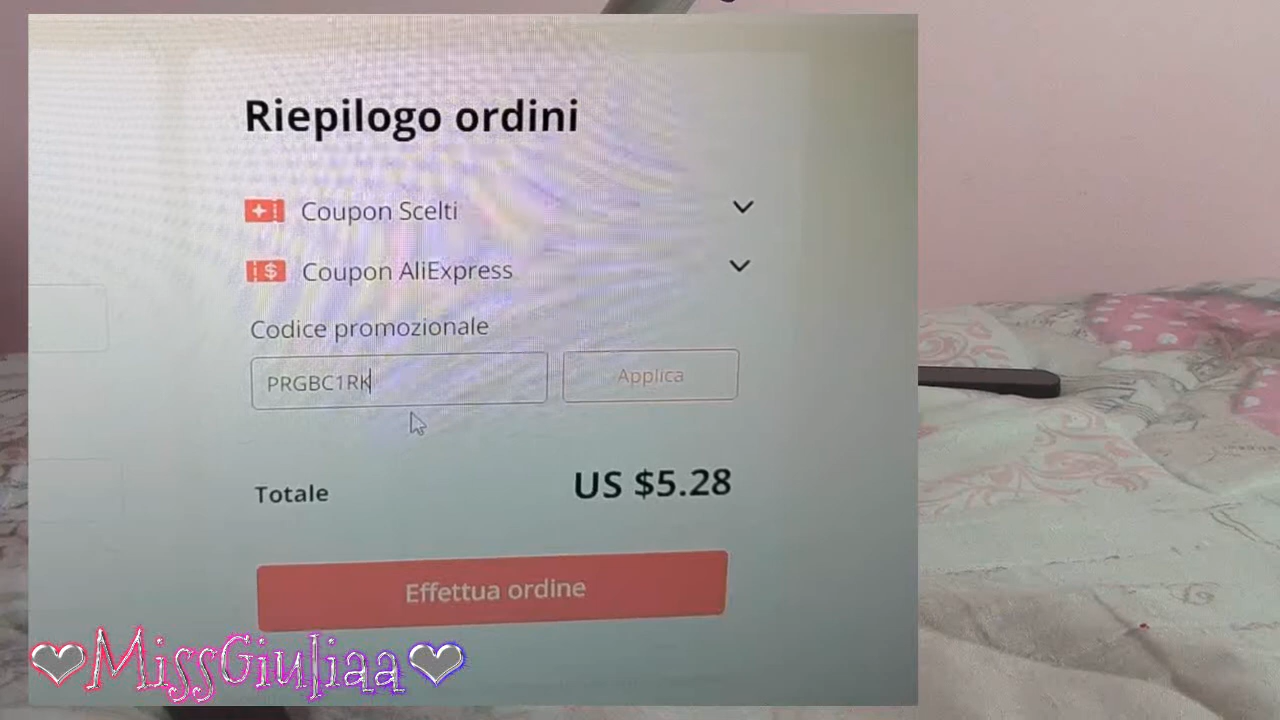 Riepilogo ordini
Coupon Scelti
Coupon AliExpress
Codice promozionale
PRGBC1RK
Applica
Totale
US $5.28
Effettua ordine
MissGiuliaa